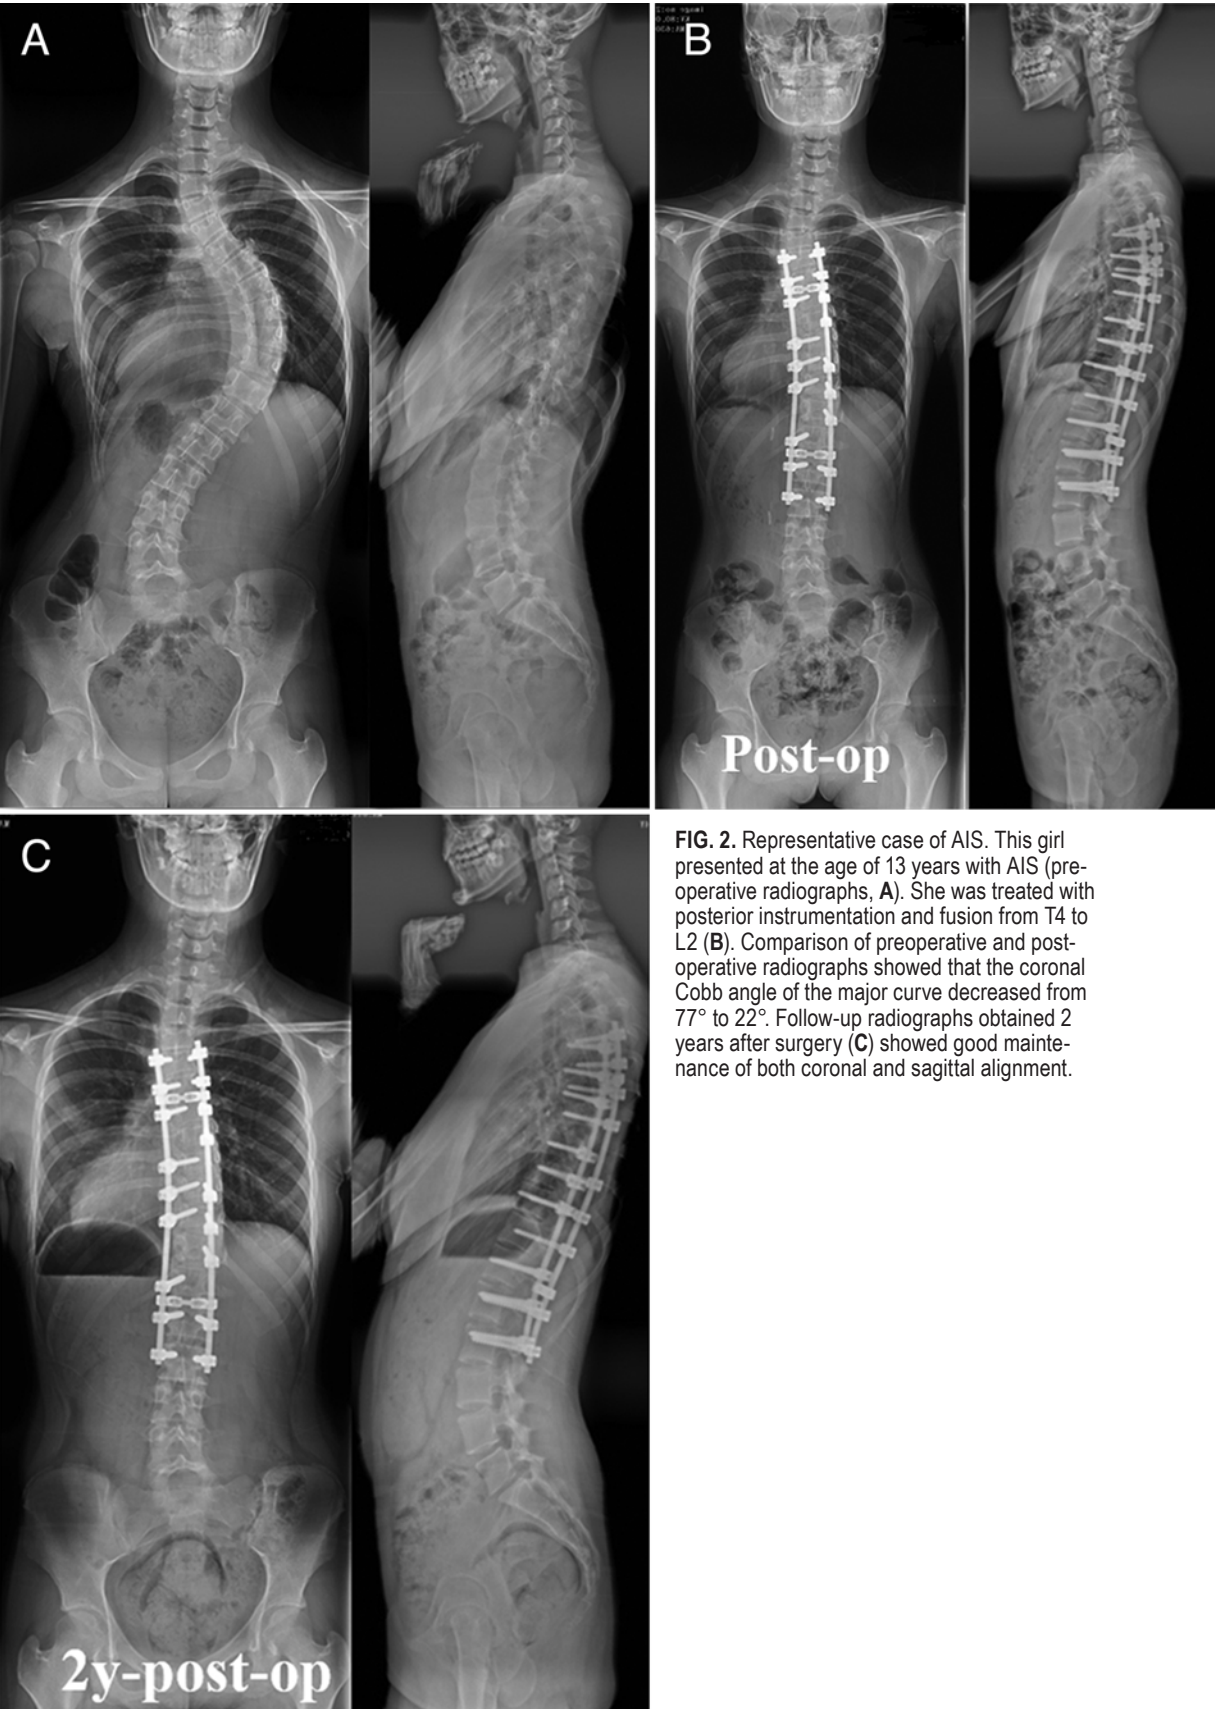 A
B
Post-op
C
2y-post-op
FIG. 2. Representative case of AIS. This girl
presented at the age of 13 years with AIS (pre-
operative radiographs, A). She was treated with
posterior instrumentation and fusion from T4 to
L2 (B). Comparison of preoperative and post-
operative radiographs showed that the coronal
Cobb angle of the major curve decreased from
77° to 22°. Follow-up radiographs obtained 2
years after surgery (C) showed good mainte-
nance of both coronal and sagittal alignment.